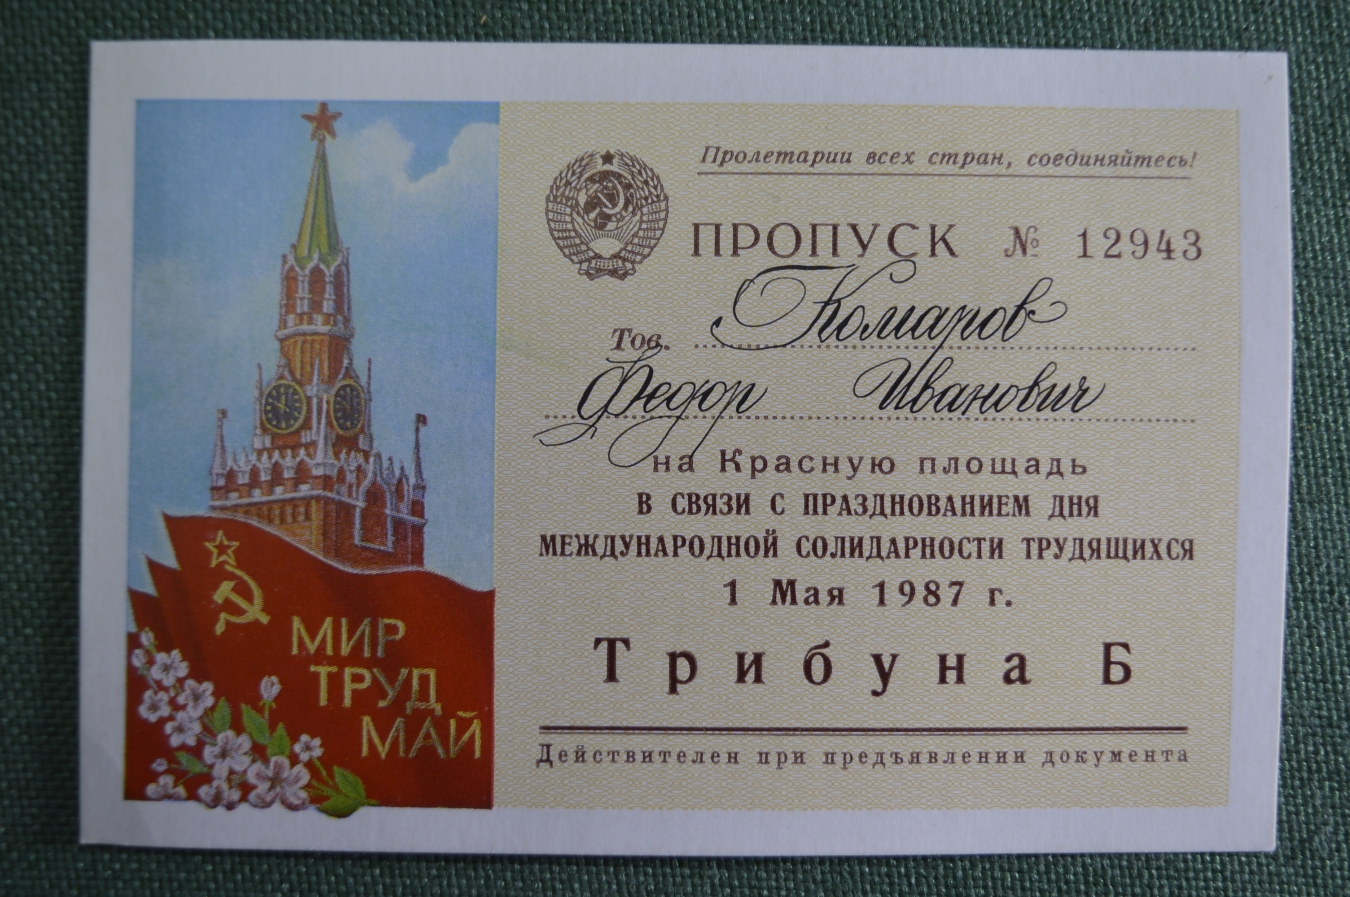 МИР
ТРУД
МАЙ
Пролетарии всех стран, соединяйтесь!
ПРОПУСК № 12943
Тов. Комаров
Федор Иванович
на Красную площадь
В СВЯЗИ С ПРАЗДНОВАНИЕМ ДНЯ
МЕЖДУНАРОДНОЙ СОЛИДАРНОСТИ ТРУДЯЩИХСЯ
1 Мая 1987 г.
Трибуна Б
Действителен при предъявлении документа